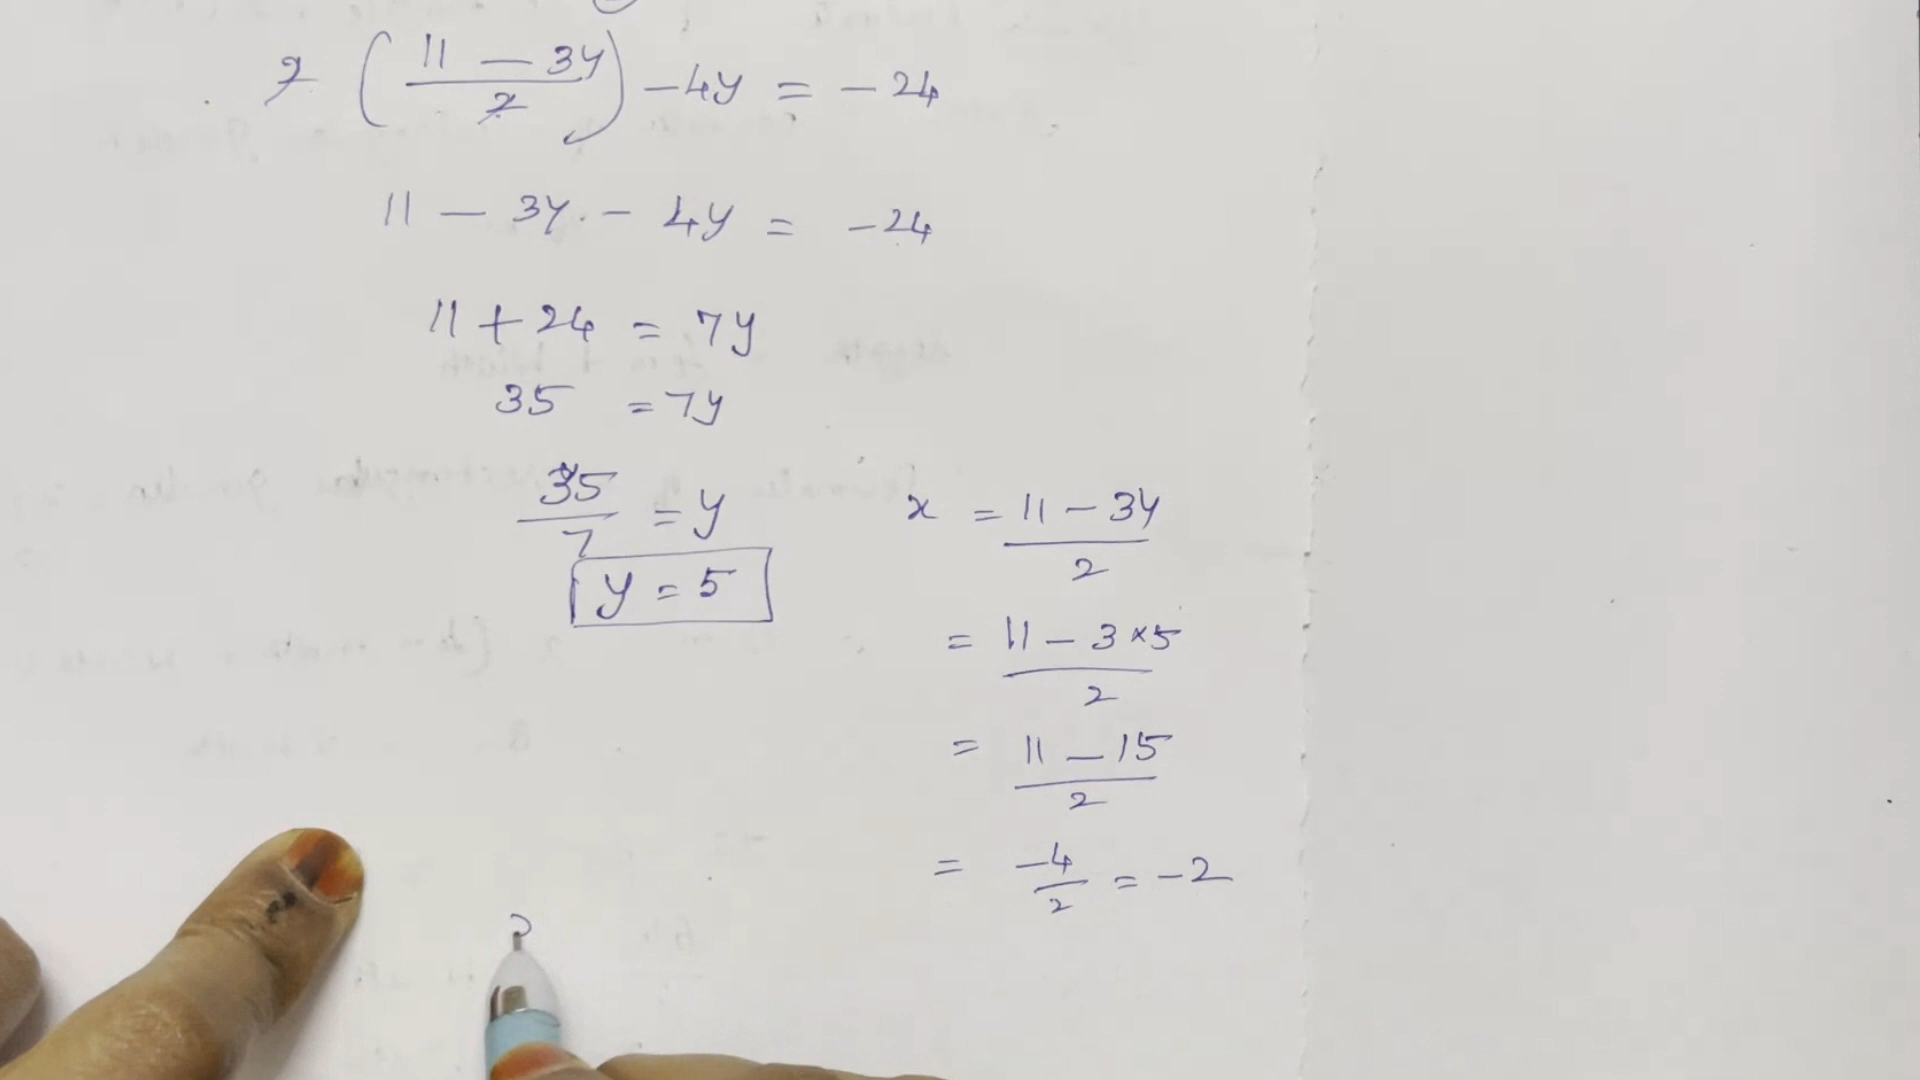 2 ( 11 — 3y / 2 ) - 4y = - 24
11 — 3y - 4y = - 24
11 + 24 = 7y
35 = 7y
35 / 7 = y
y = 5
x = 11 - 3y / 2
= 11 - 3 × 5 / 2
= 11 - 15 / 2
= -4 / 2 = -2